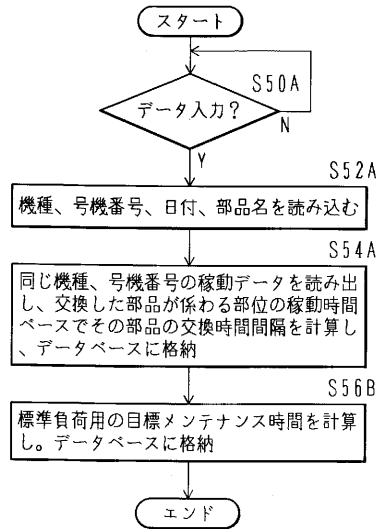 スタート
S50A
データ入力?
N
Y
S52A
機種、号機番号、日付、部品名を読み込む
S54A
同じ機種、号機番号の稼動データを読み出
し、交換した部品が係わる部位の稼動時間
ベースでその部品の交換時間間隔を計算し
、データベースに格納
S56B
標準負荷用の目標メンテナンス時間を計算
し。データベースに格納
エンド